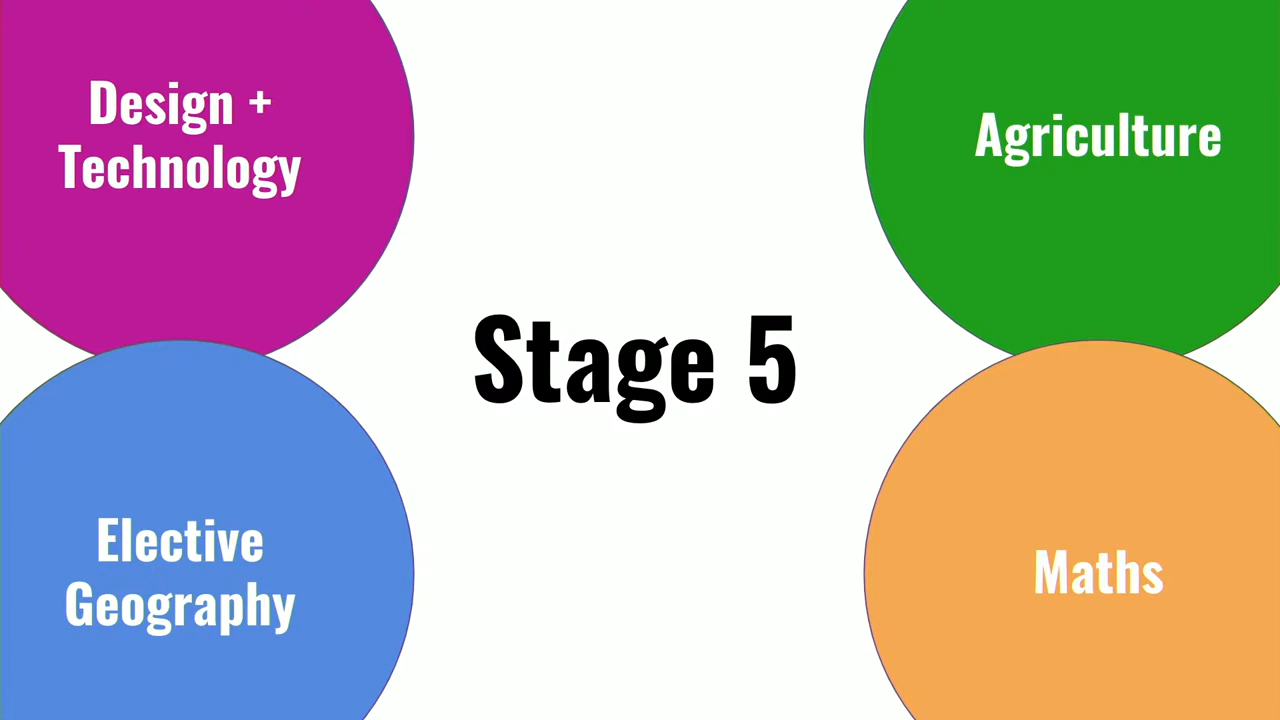 Design +
Technology
Agriculture
Stage 5
Elective
Geography
Maths